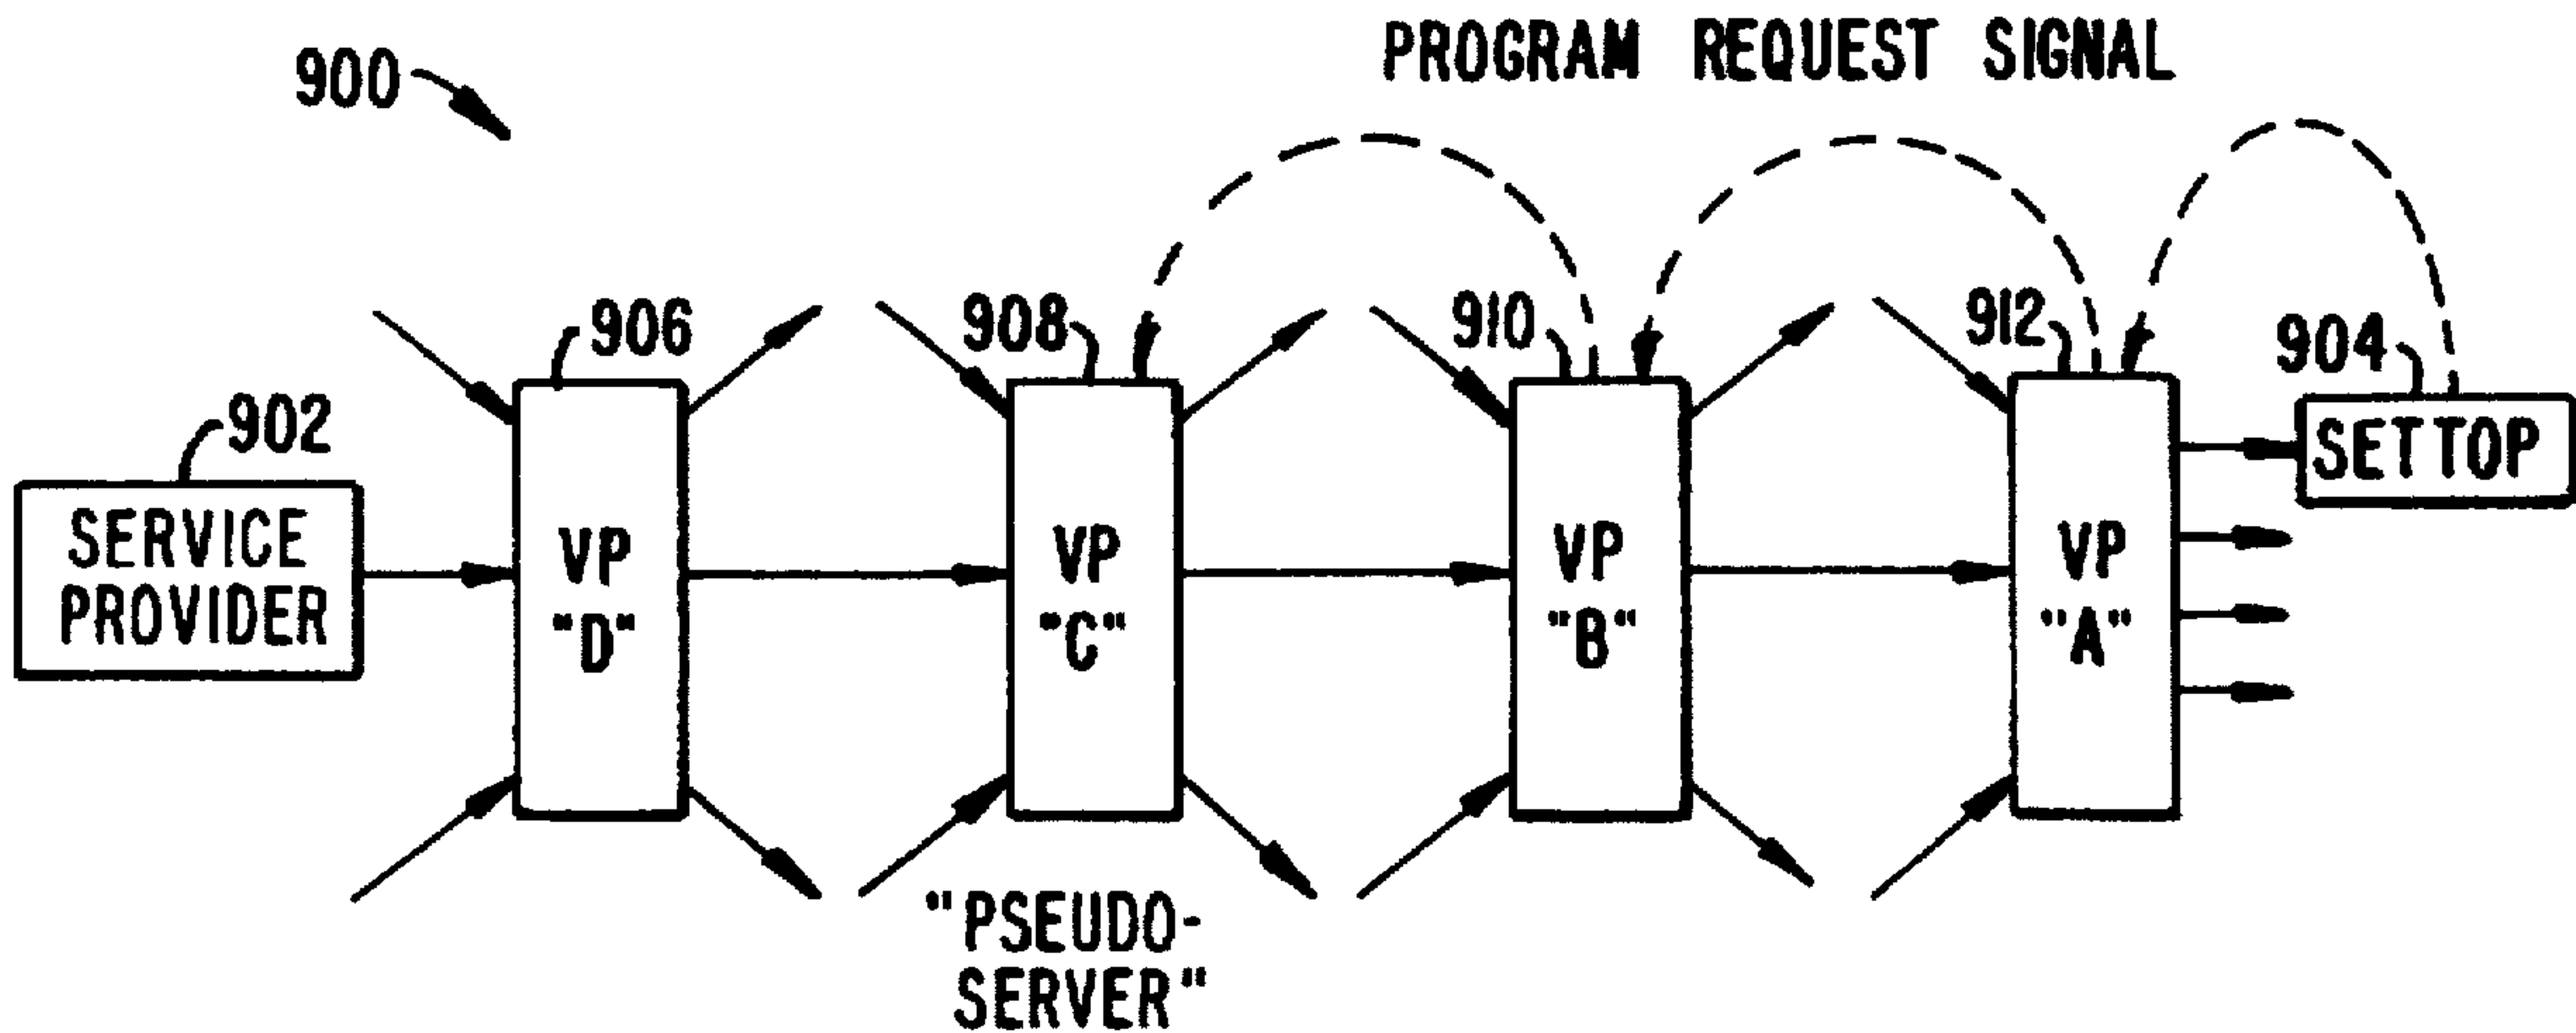 PROGRAM REQUEST SIGNAL
900
906
908
910
912
904
902
SERVICE
PROVIDER
VP
"D"
VP
"C"
VP
"B"
VP
"A"
SETTOP
"PSEUDO-
SERVER"